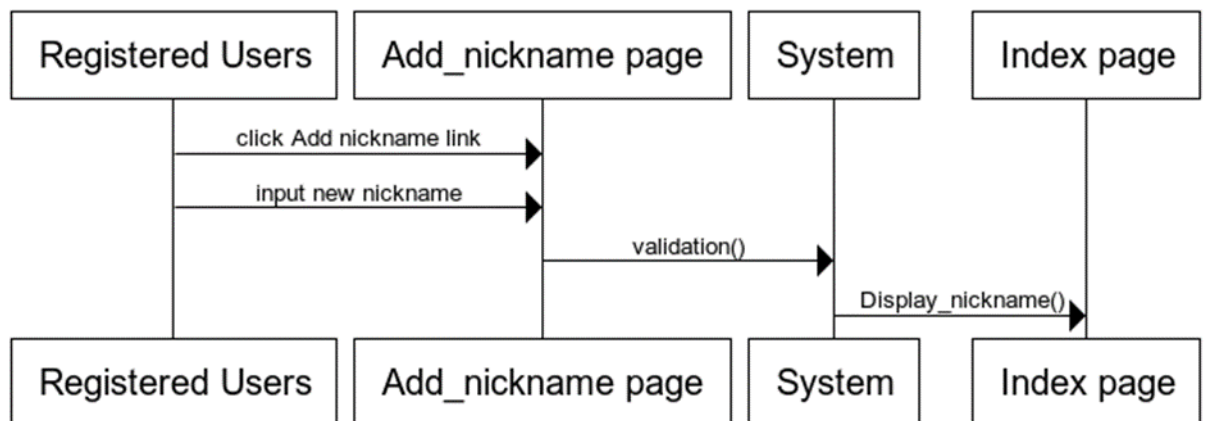 Registered Users
Add_nickname page
System
Index page
click Add nickname link
input new nickname
validation()
Display_nickname()
Registered Users
Add_nickname page
System
Index page